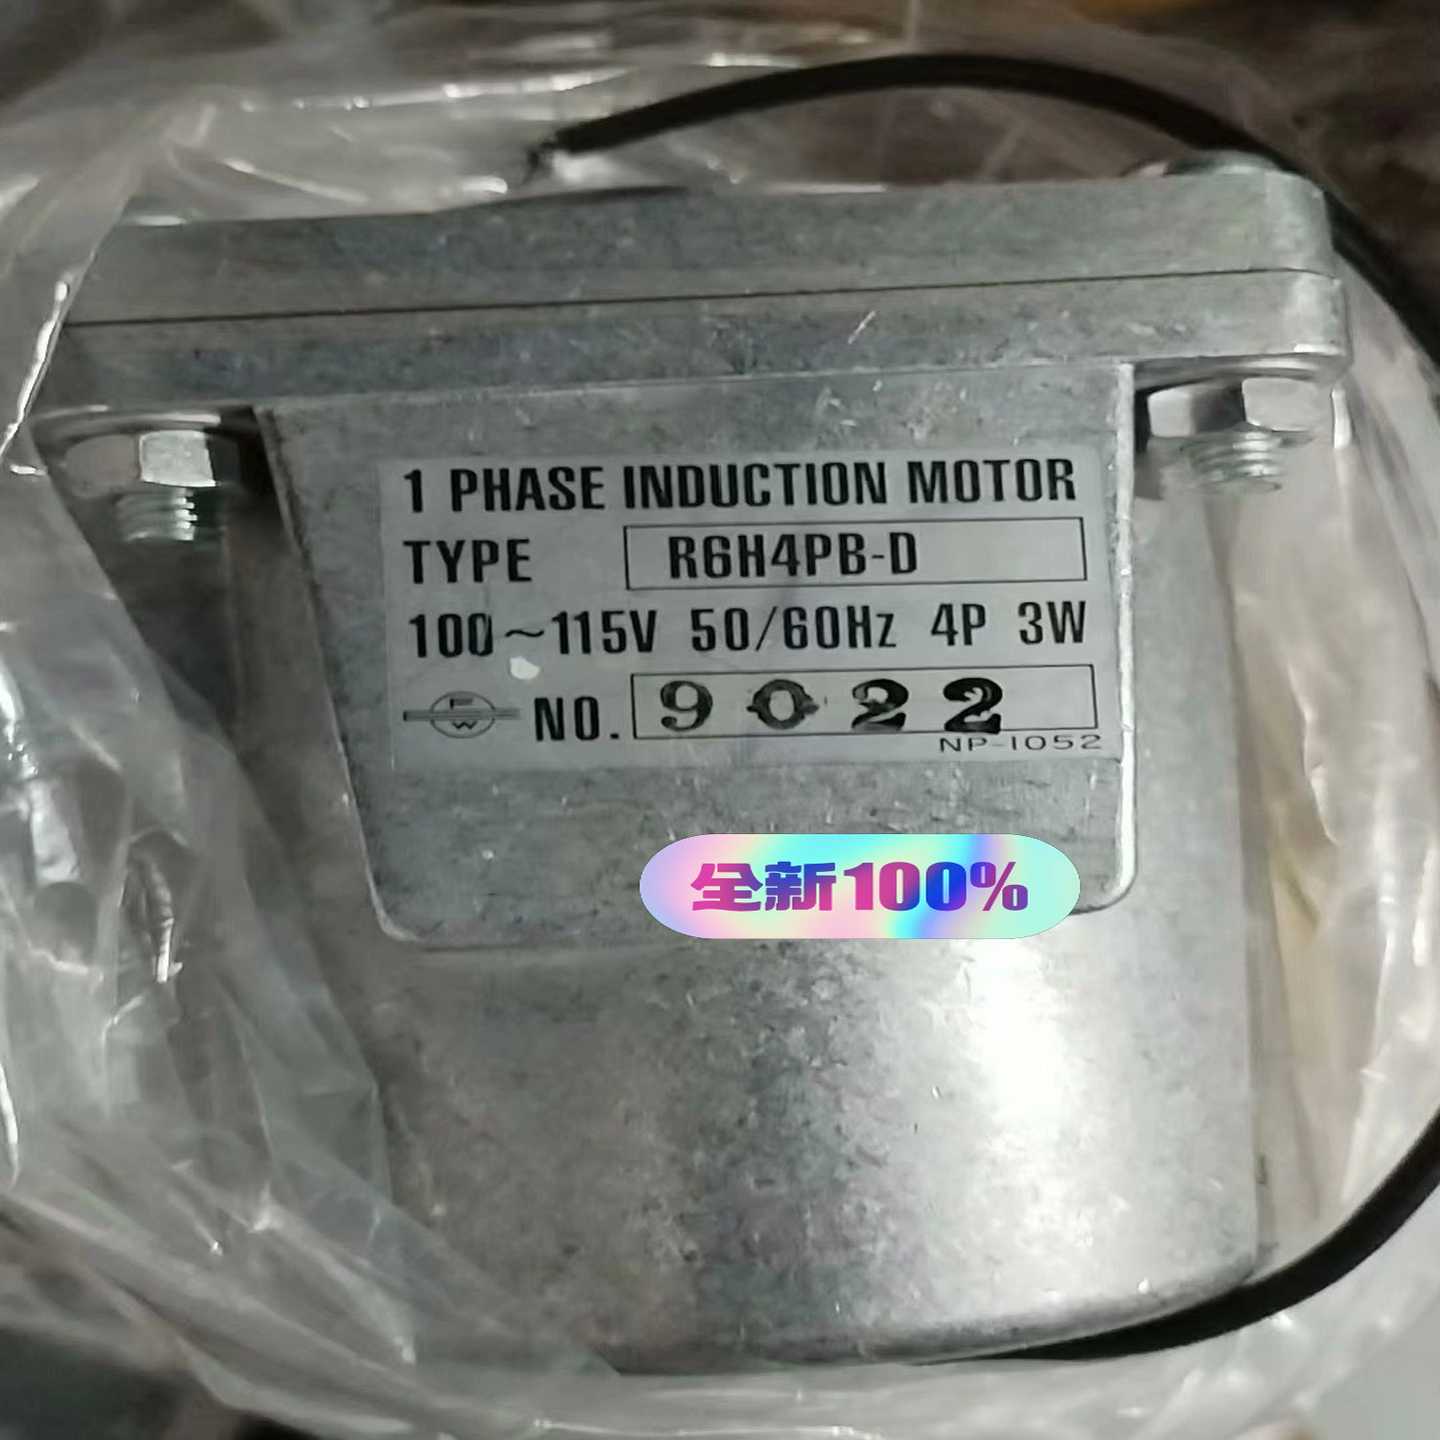 1 PHASE INDUCTION MOTOR
TYPE R6H4PB-D
100~115V 50/60Hz 4P 3W
FW NO. 9022
NP-1052
全新100%